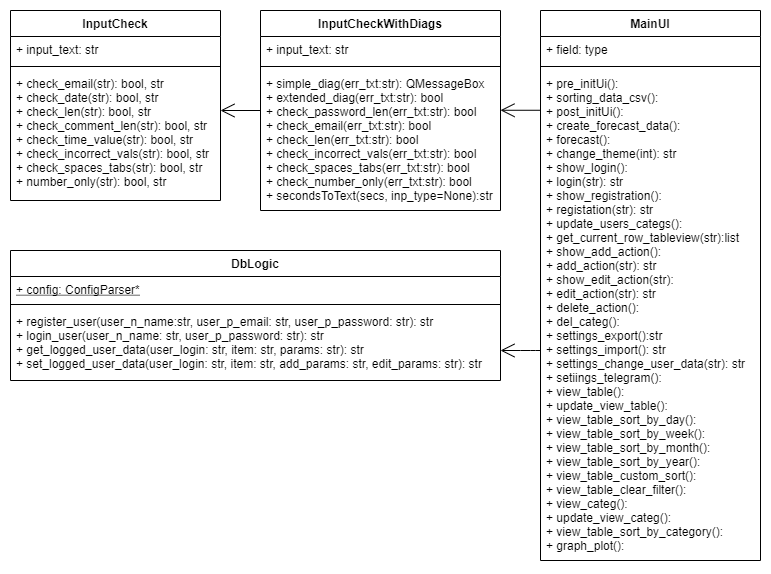 InputCheck
+ input_text: str
+ check_email(str): bool, str
+ check_date(str): bool, str
+ check_len(str): bool, str
+ check_comment_len(str): bool, str
+ check_time_value(str): bool, str
+ check_incorrect_vals(str): bool, str
+ check_spaces_tabs(str): bool, str
+ number_only(str): bool, str
InputCheckWithDiags
+ input_text: str
+ simple_diag(err_txt:str): QMessageBox
+ extended_diag(err_txt:str): bool
+ check_password_len(err_txt:str): bool
+ check_email(err_txt:str): bool
+ check_len(err_txt:str): bool
+ check_incorrect_vals(err_txt:str): bool
+ check_spaces_tabs(err_txt:str): bool
+ check_number_only(err_txt:str): bool
+ secondsToText(secs, inp_type=None):str
MainUI
+ field: type
+ pre_initUi():
+ sorting_data_csv():
+ post_initUi():
+ create_forecast_data():
+ forecast():
+ change_theme(int): str
+ show_login():
+ login(str): str
+ show_registration():
+ registation(str): str
+ update_users_categs():
+ get_current_row_tableview(str):list
+ show_add_action():
+ add_action(str): str
+ show_edit_action(str):
+ edit_action(str): str
+ delete_action():
+ del_categ():
+ settings_export():str
+ settings_import(): str
+ settings_change_user_data(str): str
+ setiings_telegram():
+ view_table():
+ update_view_table():
+ view_table_sort_by_day():
+ view_table_sort_by_week():
+ view_table_sort_by_month():
+ view_table_sort_by_year():
+ view_table_custom_sort():
+ view_table_clear_filter():
+ view_categ():
+ update_view_categ():
+ view_table_sort_by_category():
+ graph_plot():
DbLogic
+ config: ConfigParser*
+ register_user(user_n_name:str, user_p_email: str, user_p_password: str): str
+ login_user(user_n_name: str, user_p_password: str): str
+ get_logged_user_data(user_login: str, item: str, params: str): str
+ set_logged_user_data(user_login: str, item: str, add_params: str, edit_params: str): str